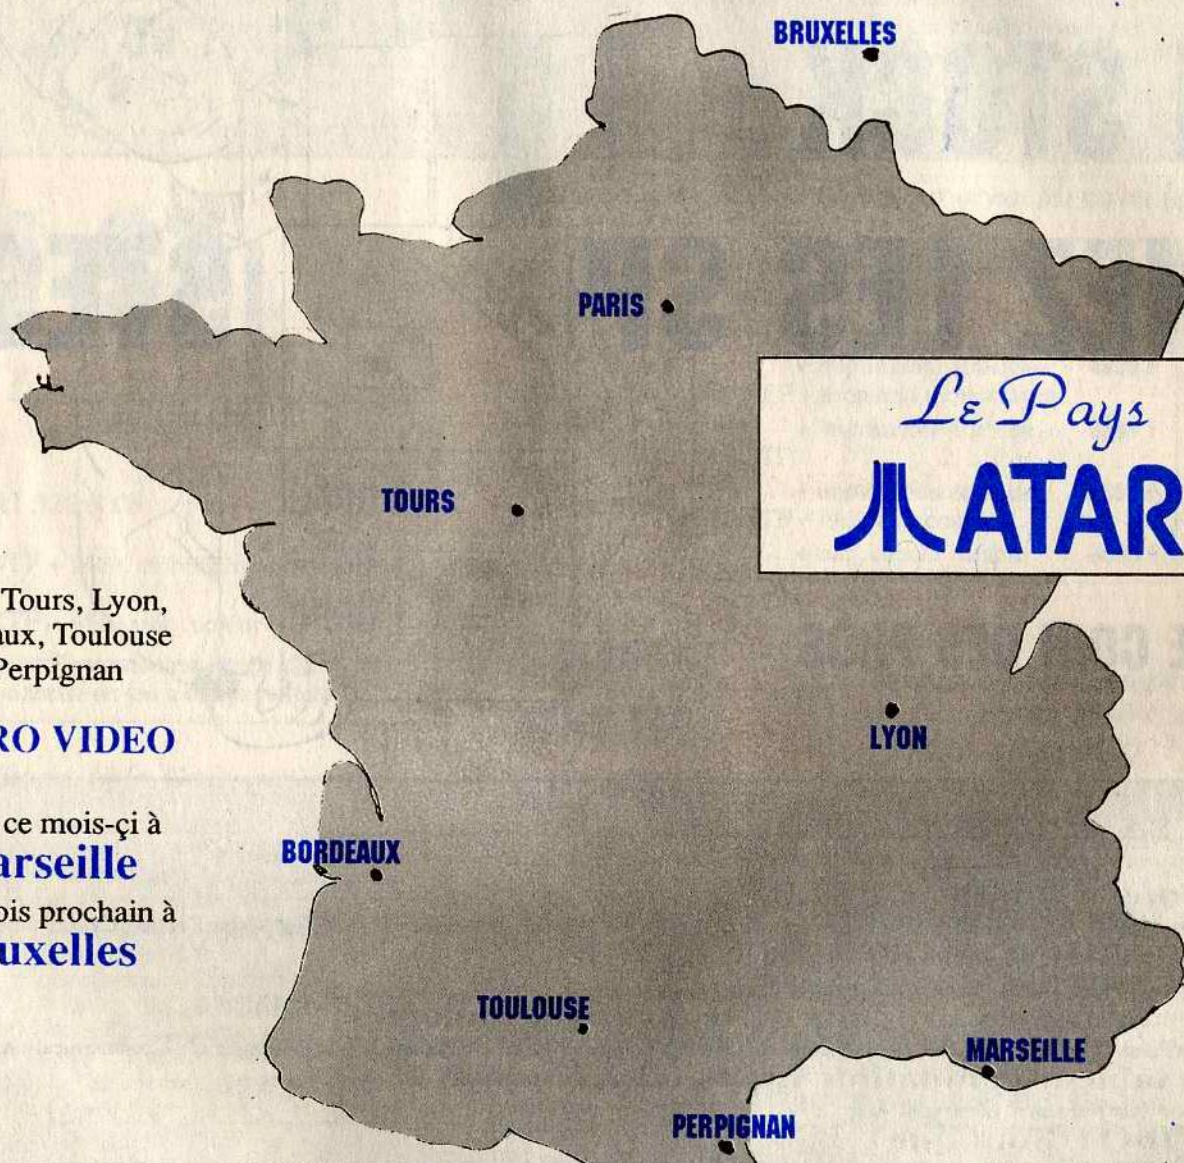 BRUXELLES
PARIS
Le Pays
ATAR
TOURS
Tours, Lyon,
aux, Toulouse
Perpignan
RO VIDEO
LYON
ce mois-çi à
arseille
BORDEAUX
ois prochain à
uxelles
TOULOUSE
MARSEILLE
PERPIGNAN